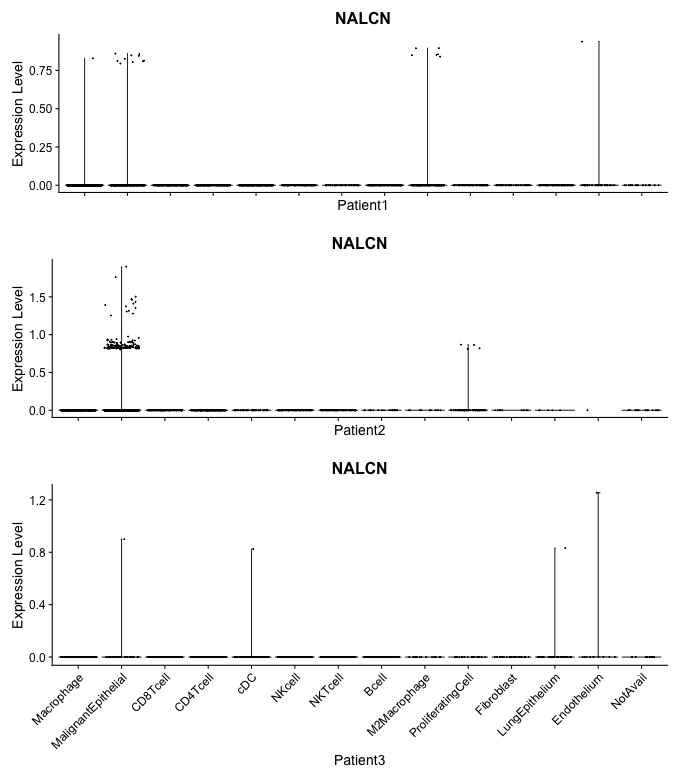 NALCN
Expression Level
0.75
0.50
0.25
0.00
Patient1
NALCN
Expression Level
1.5
1.0
0.5
0.0
Patient2
NALCN
Expression Level
1.2
0.8
0.4
0.0
Macrophage
MalignantEpithelial
CD8Tcell
CD4Tcell
cDC
NKcell
NKTcell
Bcell
M2Macrophage
ProliferatingCell
Fibroblast
LungEpithelium
Endothelium
NotAvail
Patient3